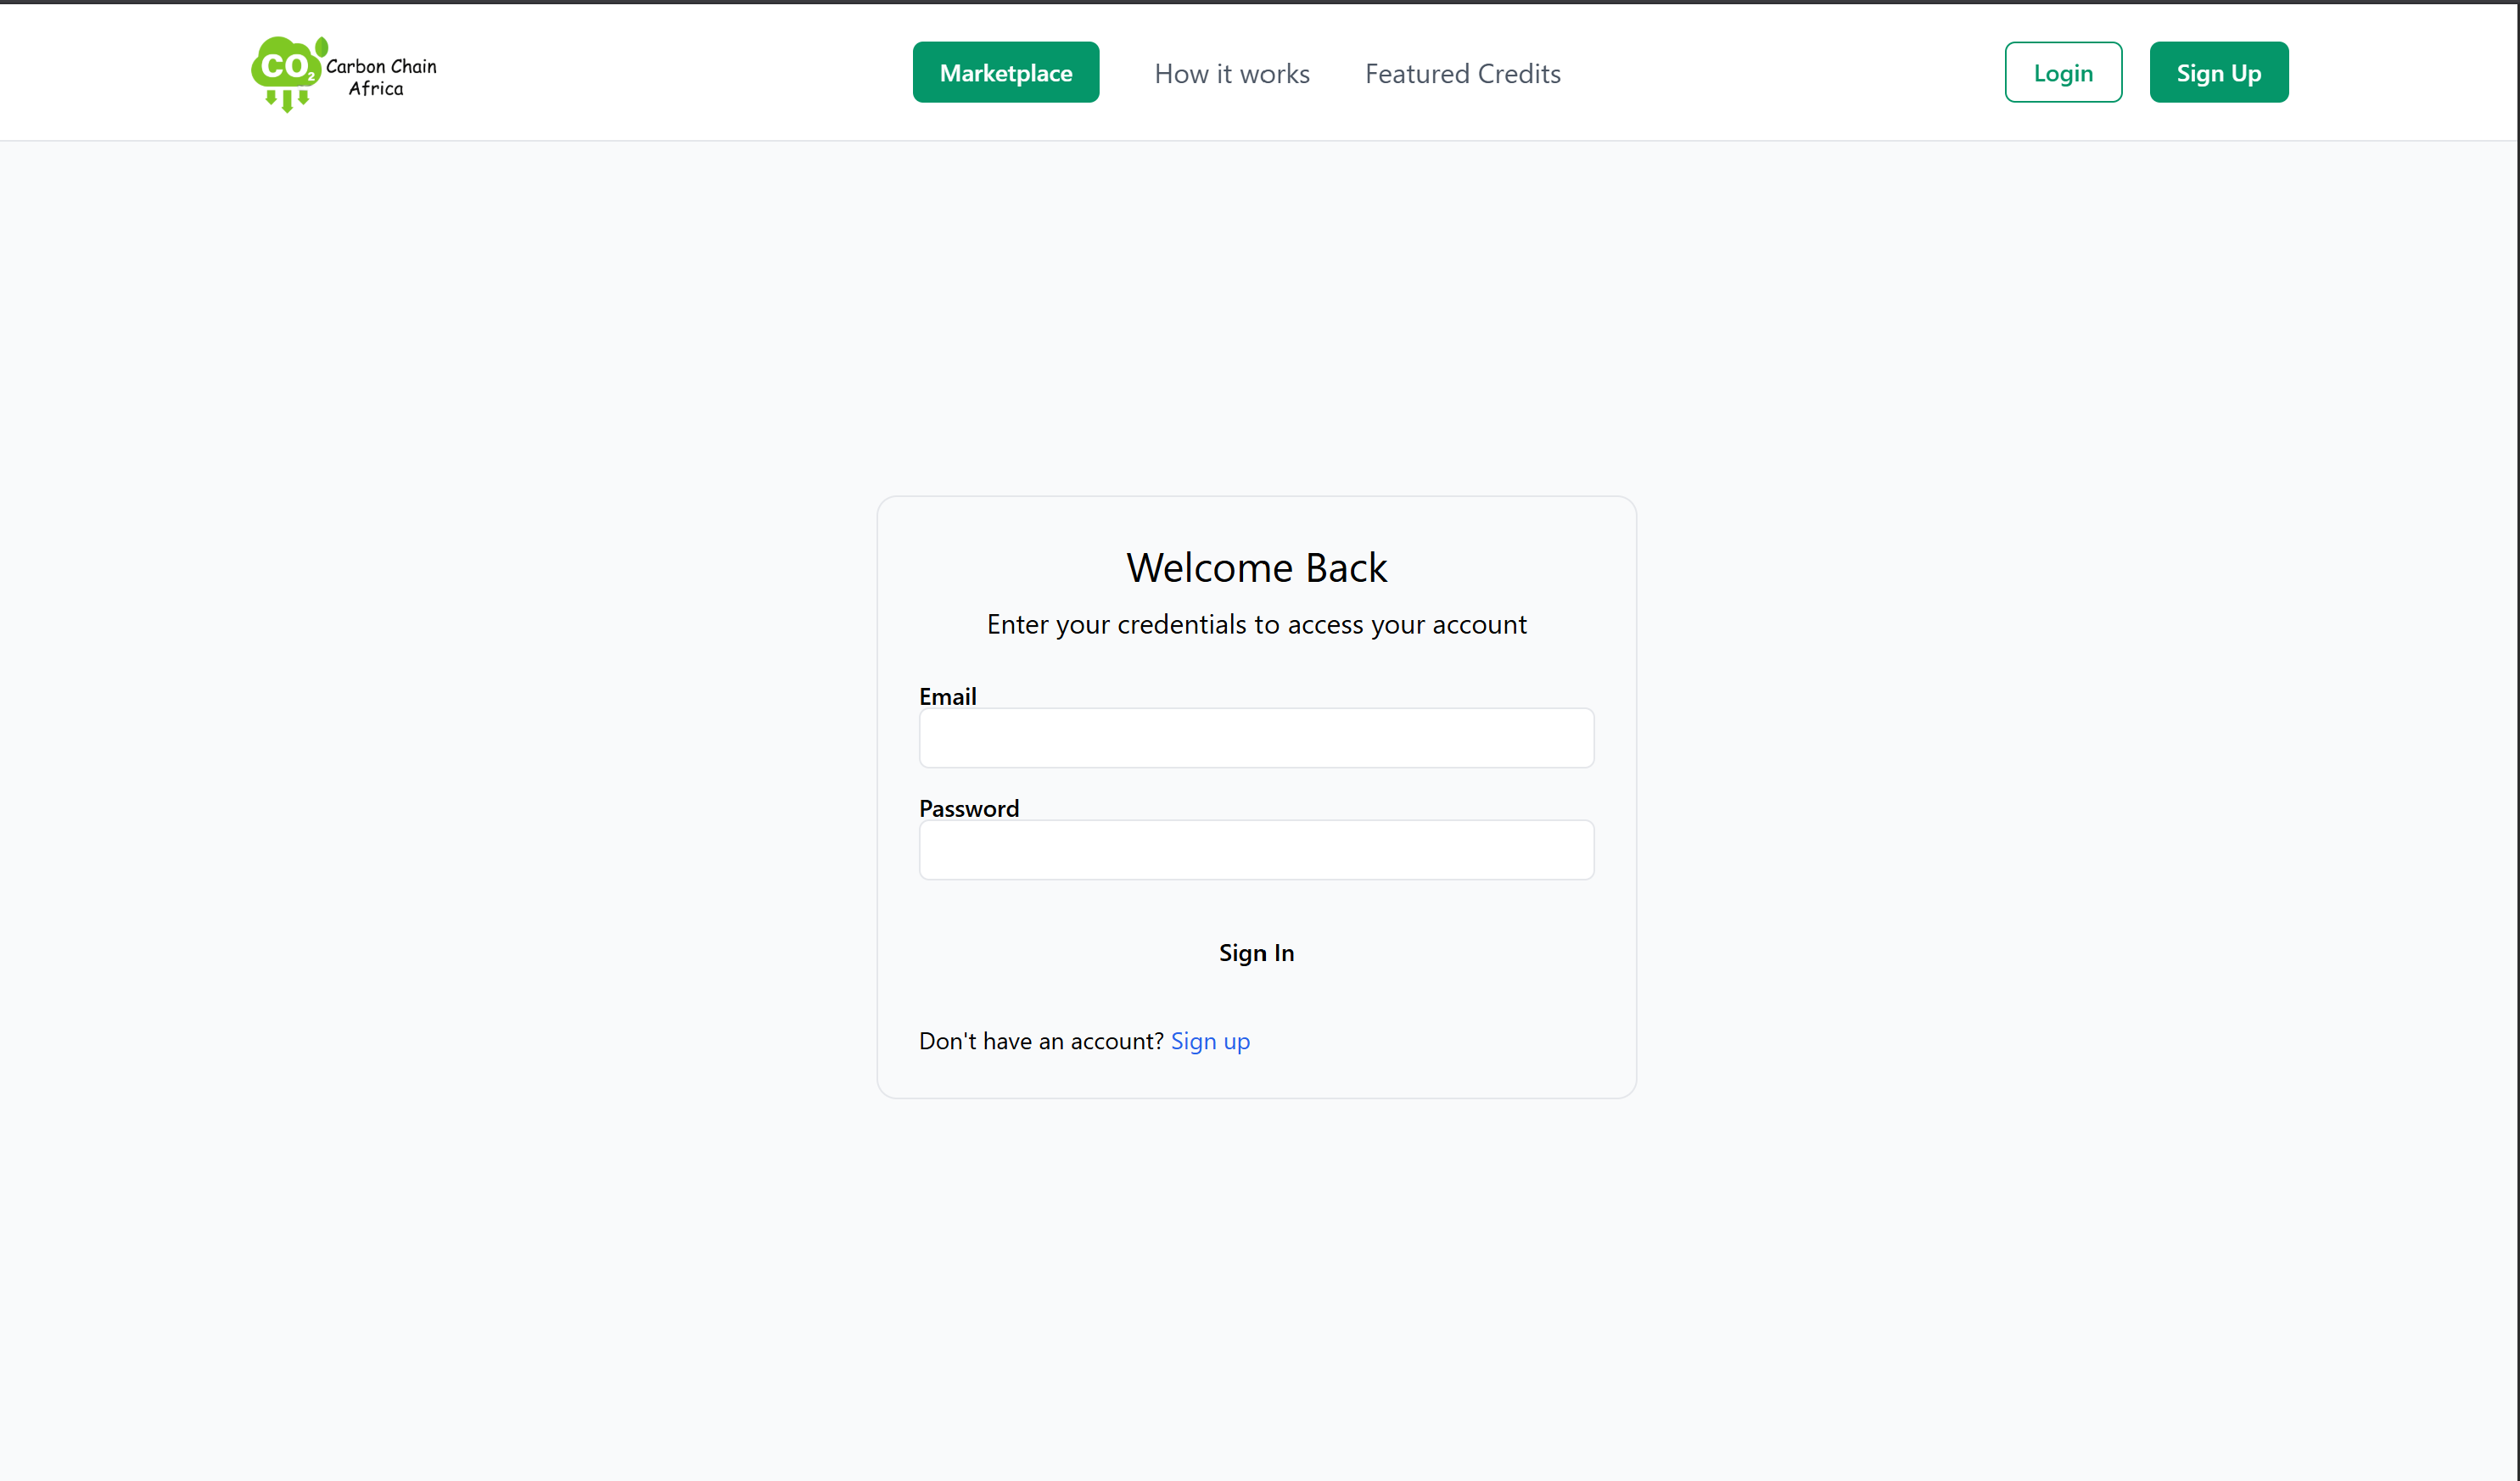 CO₂ Carbon Chain
Africa
Marketplace How it works Featured Credits Login Sign Up
Welcome Back
Enter your credentials to access your account
Email
Password
Sign In
Don't have an account? Sign up